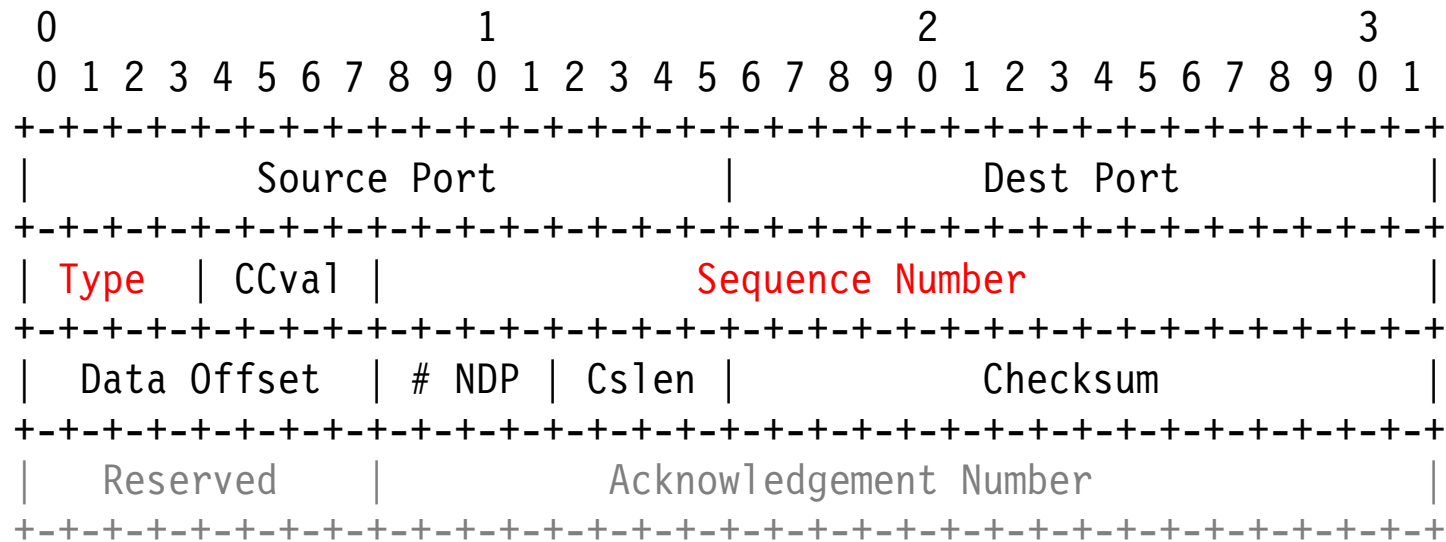 0                   1                   2                   3
 0 1 2 3 4 5 6 7 8 9 0 1 2 3 4 5 6 7 8 9 0 1 2 3 4 5 6 7 8 9 0 1
+-+-+-+-+-+-+-+-+-+-+-+-+-+-+-+-+-+-+-+-+-+-+-+-+-+-+-+-+-+-+-+-+
|          Source Port          |           Dest Port           |
+-+-+-+-+-+-+-+-+-+-+-+-+-+-+-+-+-+-+-+-+-+-+-+-+-+-+-+-+-+-+-+-+
| Type  | CCval |              Sequence Number                  |
+-+-+-+-+-+-+-+-+-+-+-+-+-+-+-+-+-+-+-+-+-+-+-+-+-+-+-+-+-+-+-+-+
|  Data Offset  | # NDP | Cslen |           Checksum            |
+-+-+-+-+-+-+-+-+-+-+-+-+-+-+-+-+-+-+-+-+-+-+-+-+-+-+-+-+-+-+-+-+
|   Reserved    |          Acknowledgement Number               |
+-+-+-+-+-+-+-+-+-+-+-+-+-+-+-+-+-+-+-+-+-+-+-+-+-+-+-+-+-+-+-+-+